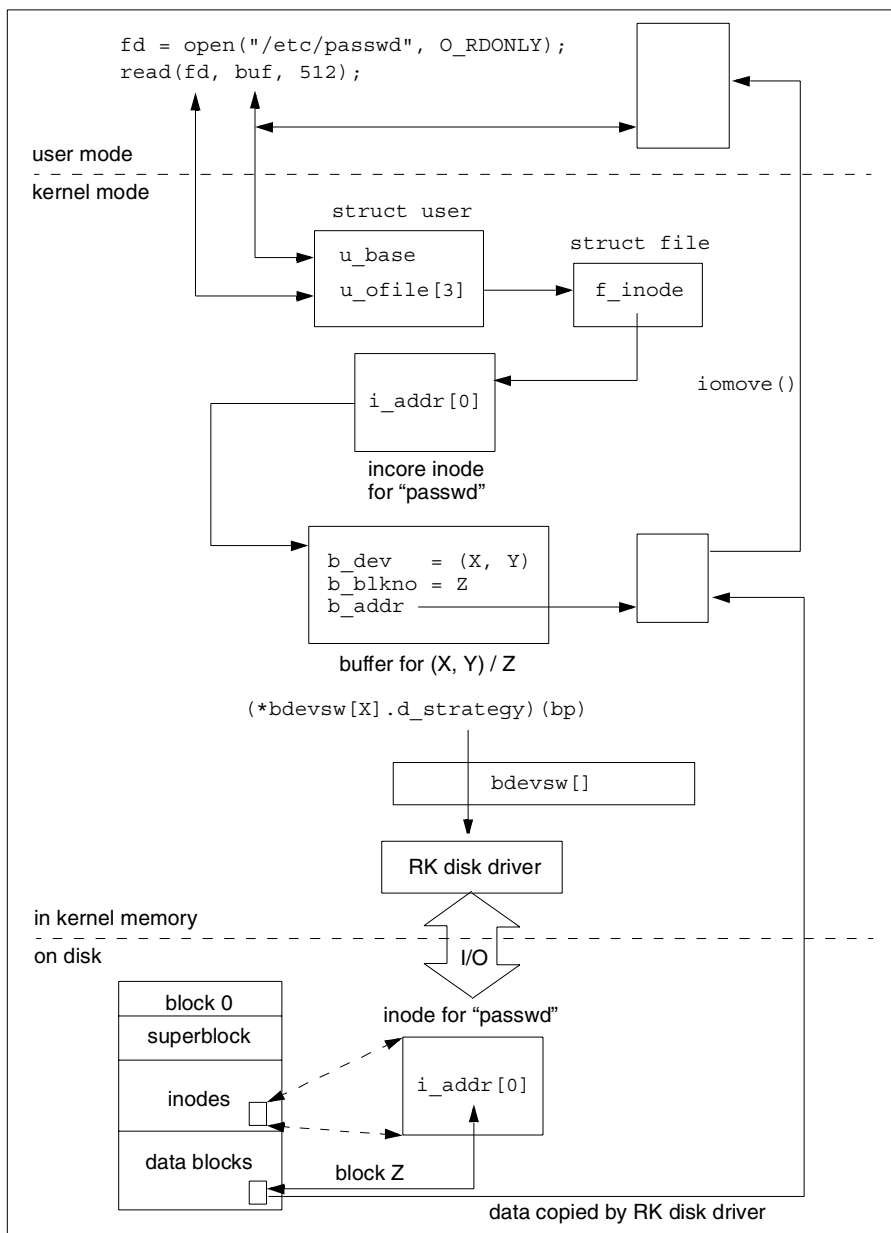 fd = open("/etc/passwd", O_RDONLY);
read(fd, buf, 512);
user mode
kernel mode
struct user
u_base
u_ofile[3]
struct file
f_inode
i_addr[0]
iomove()
incore inode
for “passwd”
b_dev = (X, Y)
b_blkno = Z
b_addr
buffer for (X, Y) / Z
(*bdevsw[X].d_strategy)(bp)
bdevsw[]
RK disk driver
in kernel memory
on disk
I/O
block 0
superblock
inodes
data blocks
inode for “passwd”
i_addr[0]
block Z
data copied by RK disk driver